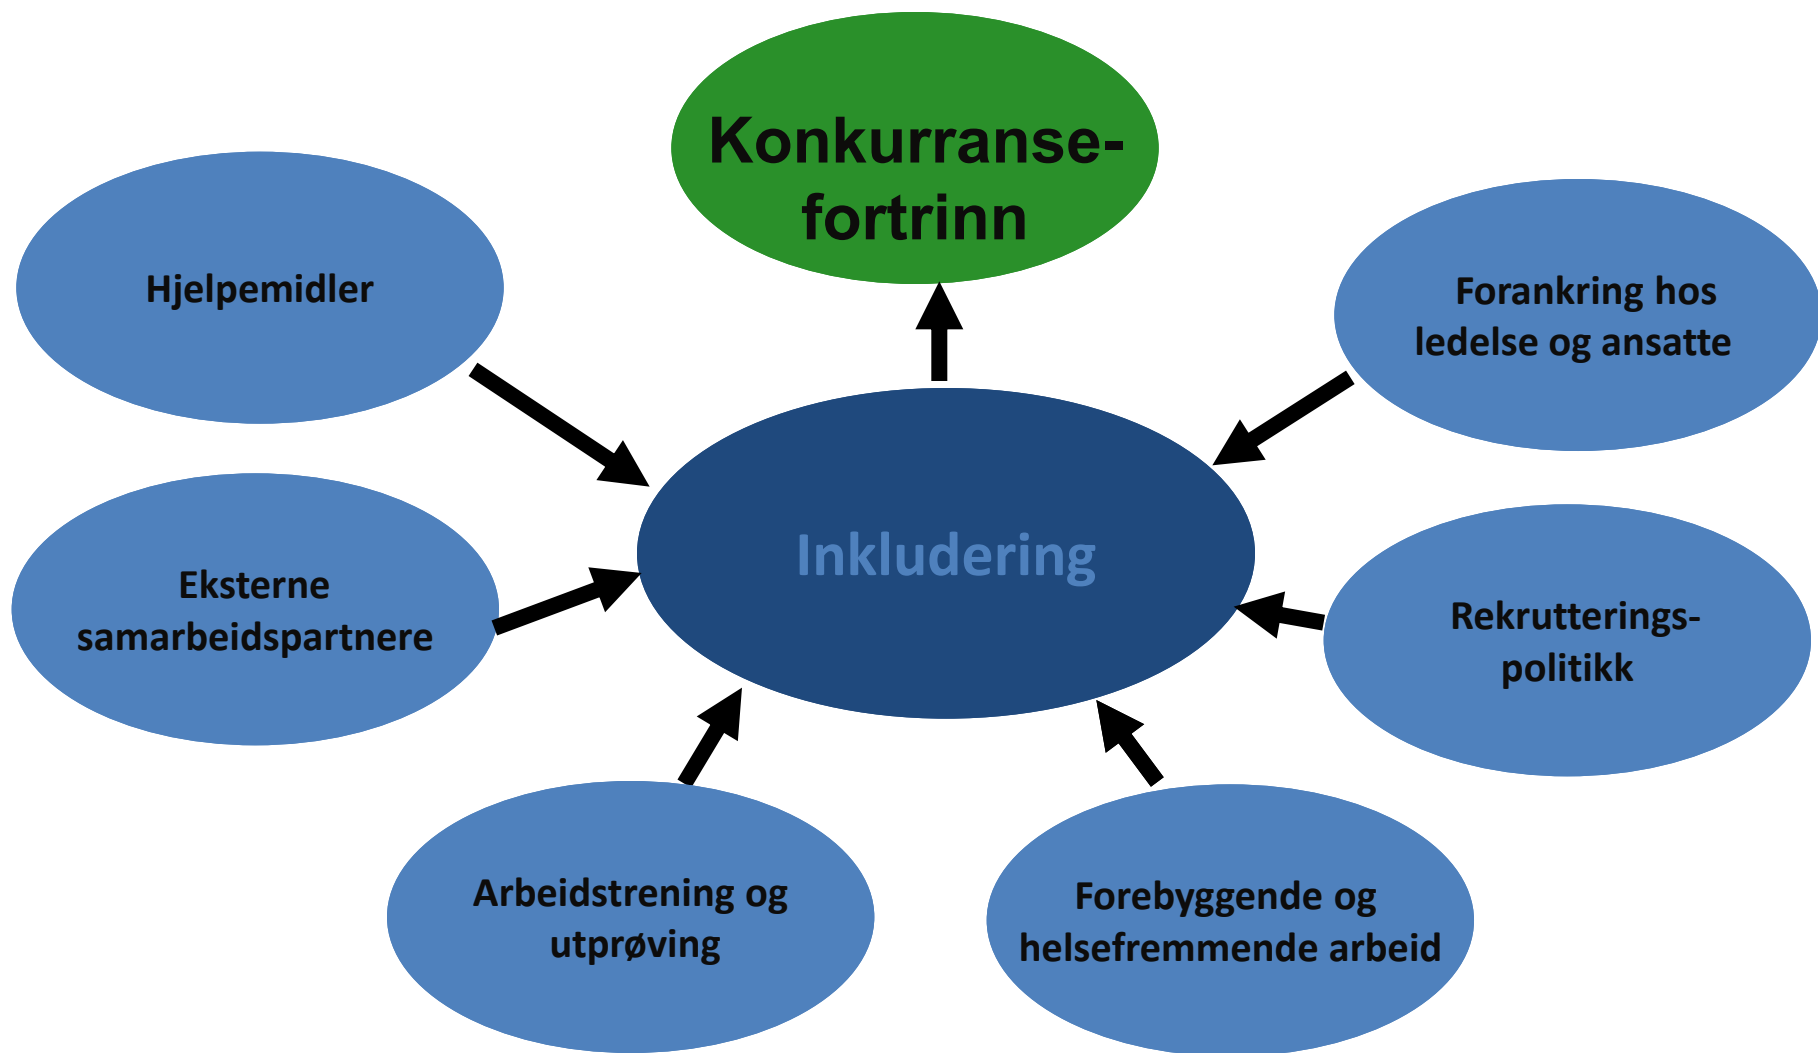 Konkurranse-
fortrinn
Hjelpemidler
Forankring hos
ledelse og ansatte
Inkludering
Eksterne
samarbeidspartnere
Rekrutterings-
politikk
Arbeidstrening og
utprøving
Forebyggende og
helsefremmende arbeid